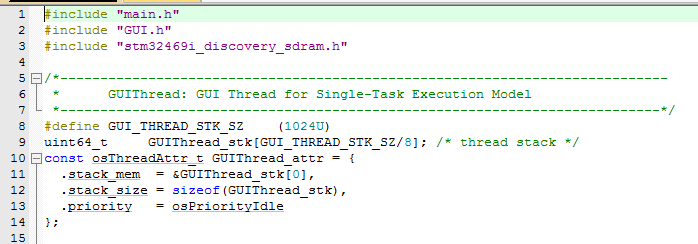 1 #include "main.h"
2 #include "GUI.h"
3 #include "stm32469i_discovery_sdram.h"
4
5 /*----------------------------------------------------------------------------
6  *      GUIThread: GUI Thread for Single-Task Execution Model
7  *---------------------------------------------------------------------------*/
8 #define GUI_THREAD_STK_SZ    (1024U)
9 uint64_t     GUIThread_stk[GUI_THREAD_STK_SZ/8]; /* thread stack */
10 const osThreadAttr_t GUIThread_attr = {
11   .stack_mem  = &GUIThread_stk[0],
12   .stack_size = sizeof(GUIThread_stk),
13   .priority   = osPriorityIdle
14 };
15